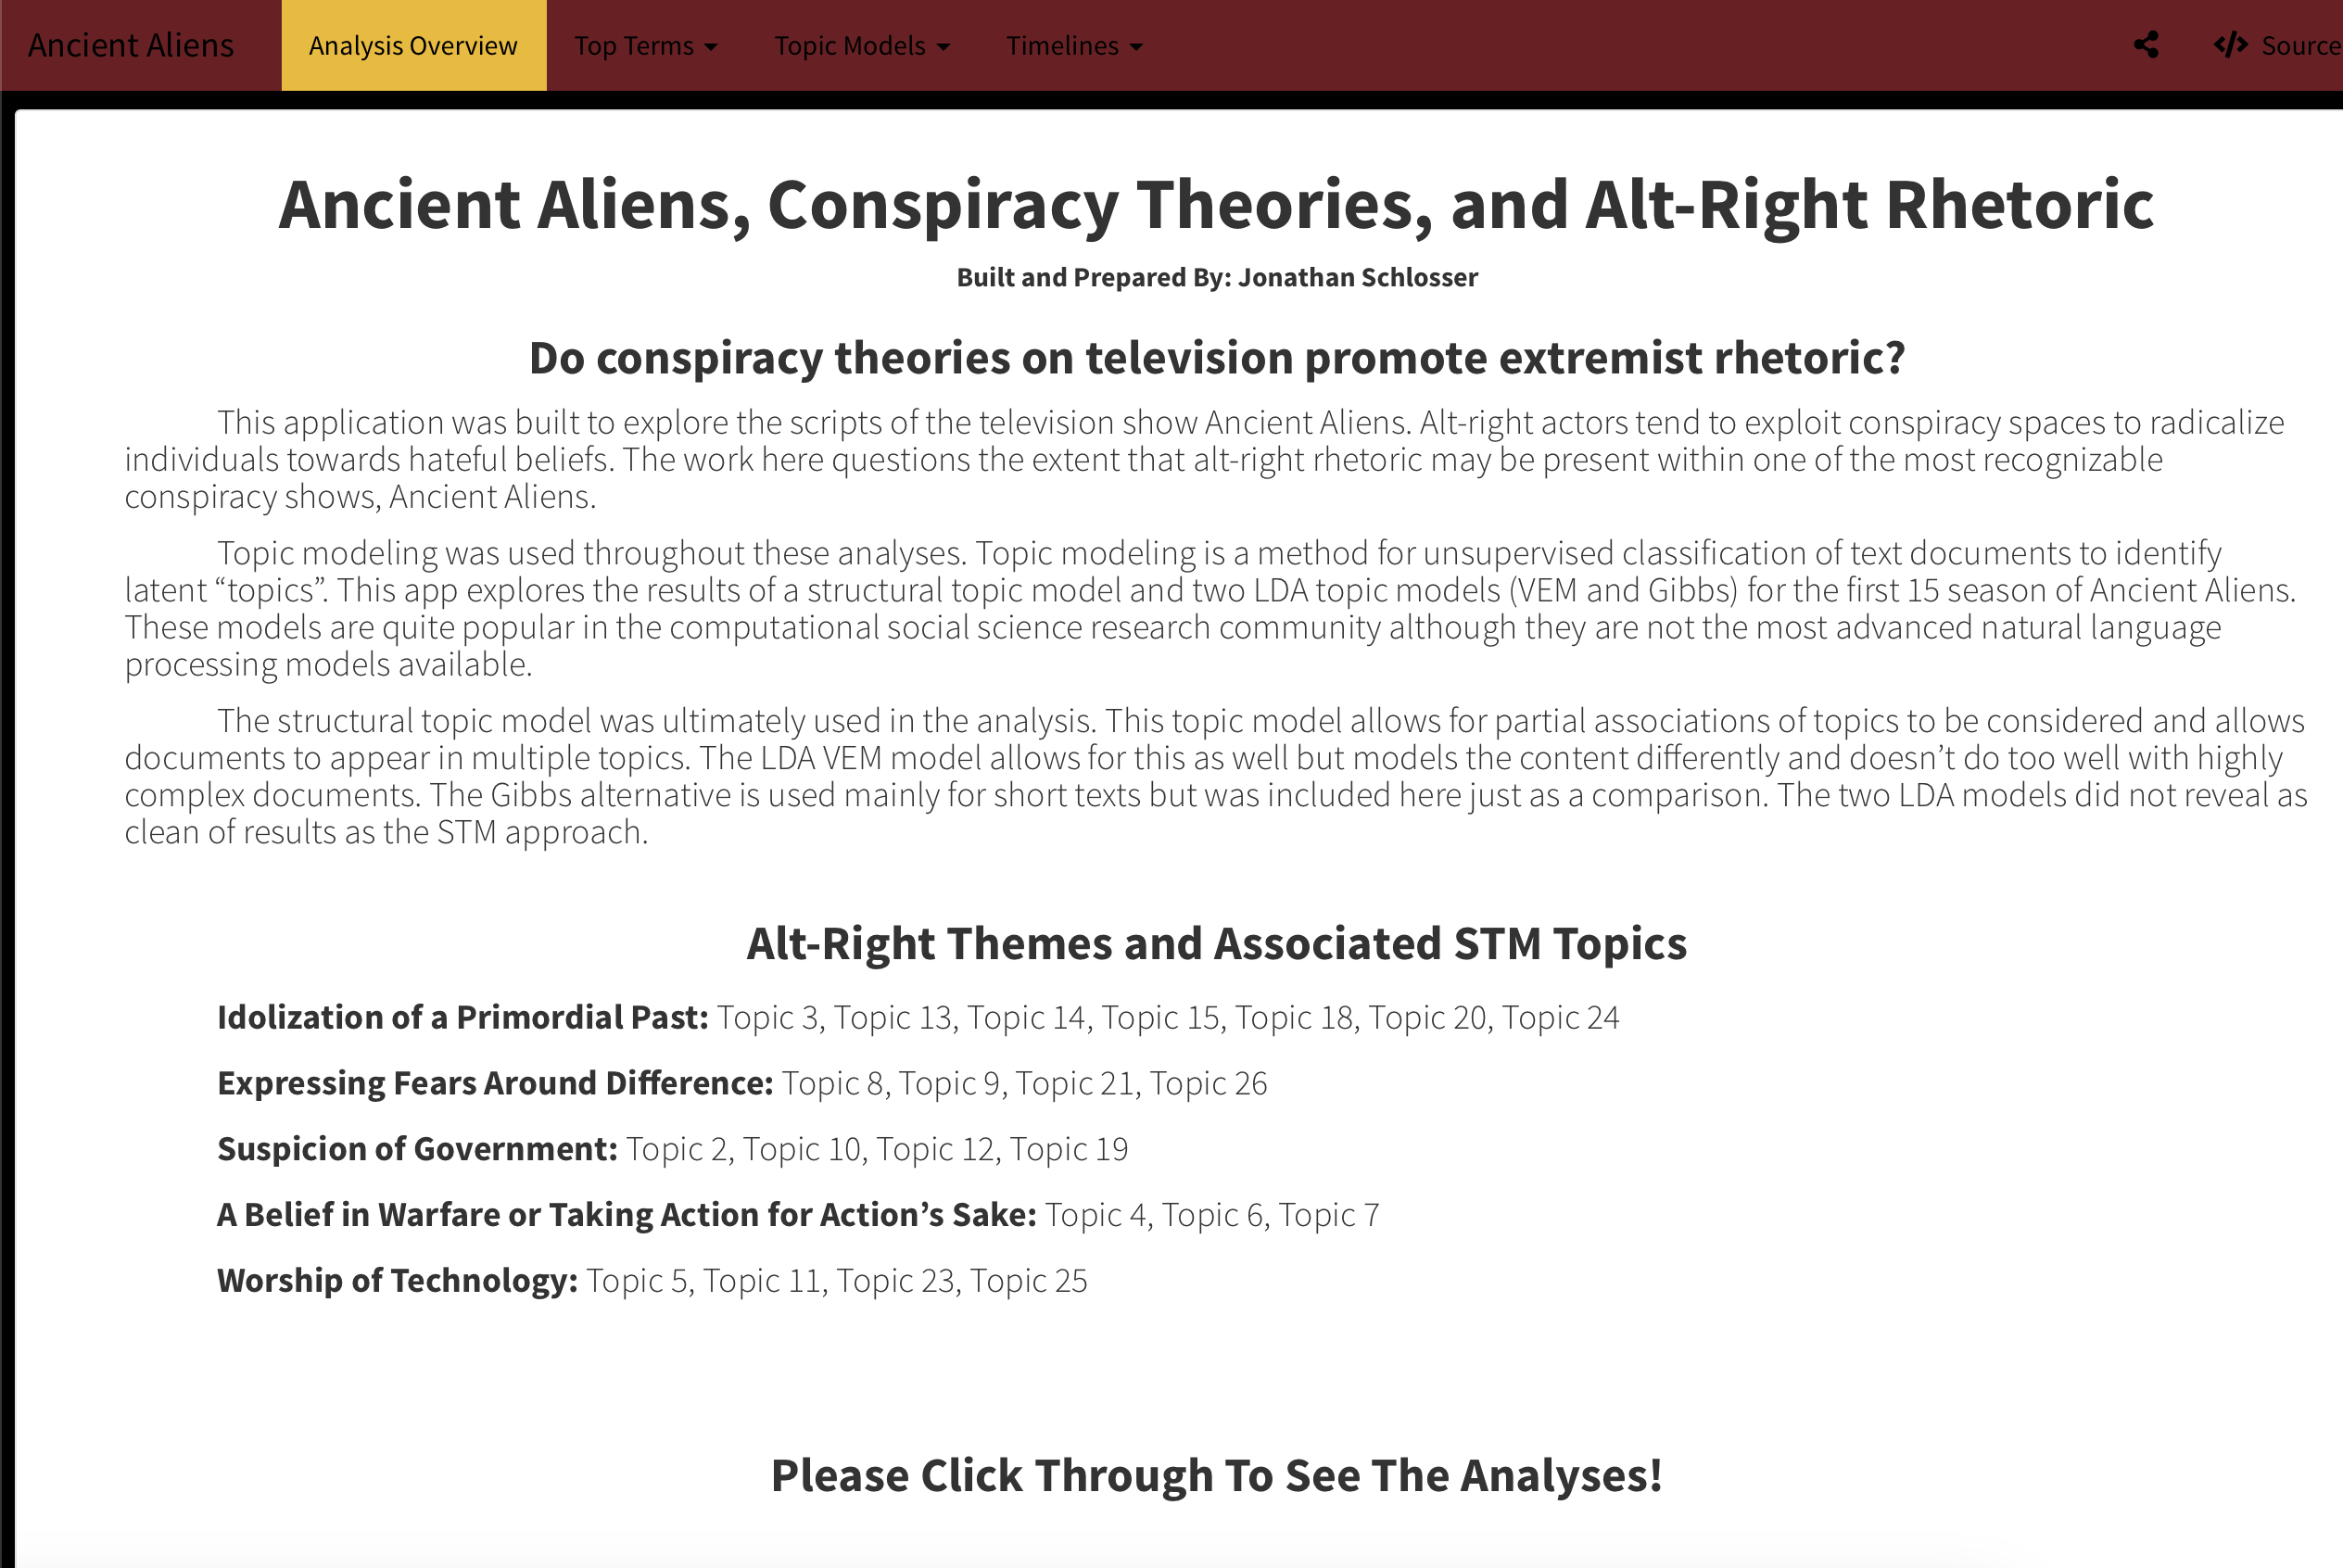 Ancient Aliens Analysis Overview Top Terms Topic Models Timelines Source
Ancient Aliens, Conspiracy Theories, and Alt-Right Rhetoric
Built and Prepared By: Jonathan Schlosser
Do conspiracy theories on television promote extremist rhetoric?
This application was built to explore the scripts of the television show Ancient Aliens. Alt-right actors tend to exploit conspiracy spaces to radicalize
individuals towards hateful beliefs. The work here questions the extent that alt-right rhetoric may be present within one of the most recognizable
conspiracy shows, Ancient Aliens.
Topic modeling was used throughout these analyses. Topic modeling is a method for unsupervised classification of text documents to identify
latent “topics”. This app explores the results of a structural topic model and two LDA topic models (VEM and Gibbs) for the first 15 season of Ancient Aliens.
These models are quite popular in the computational social science research community although they are not the most advanced natural language
processing models available.
The structural topic model was ultimately used in the analysis. This topic model allows for partial associations of topics to be considered and allows
documents to appear in multiple topics. The LDA VEM model allows for this as well but models the content differently and doesn’t do too well with highly
complex documents. The Gibbs alternative is used mainly for short texts but was included here just as a comparison. The two LDA models did not reveal as
clean of results as the STM approach.
Alt-Right Themes and Associated STM Topics
Idolization of a Primordial Past: Topic 3, Topic 13, Topic 14, Topic 15, Topic 18, Topic 20, Topic 24
Expressing Fears Around Difference: Topic 8, Topic 9, Topic 21, Topic 26
Suspicion of Government: Topic 2, Topic 10, Topic 12, Topic 19
A Belief in Warfare or Taking Action for Action’s Sake: Topic 4, Topic 6, Topic 7
Worship of Technology: Topic 5, Topic 11, Topic 23, Topic 25
Please Click Through To See The Analyses!